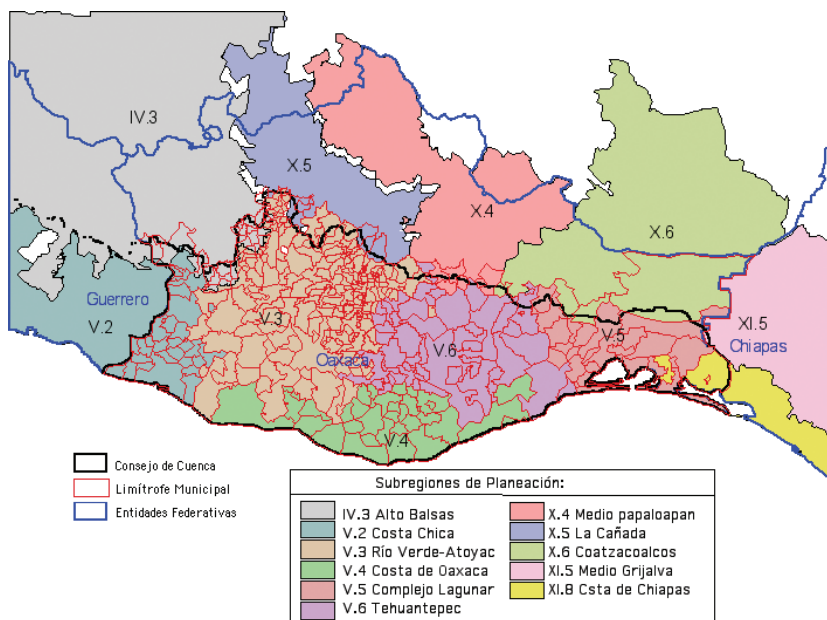 IV.3
X.5
X.4
X.6
Guerrero
V.2
V.3
Oaxaca
V.6
V.5
XI.5
Chiapas
V.4
Consejo de Cuenca
Limítrofe Municipal
Entidades Federativas
Subregiones de Planeación:
IV.3 Alto Balsas
V.2 Costa Chica
V.3 Río Verde-Atoyac
V.4 Costa de Oaxaca
V.5 Complejo Lagunar
V.6 Tehuantepec
X.4 Medio papaloapan
X.5 La Cañada
X.6 Coatzacoalcos
XI.5 Medio Grijalva
XI.8 Csta de Chiapas